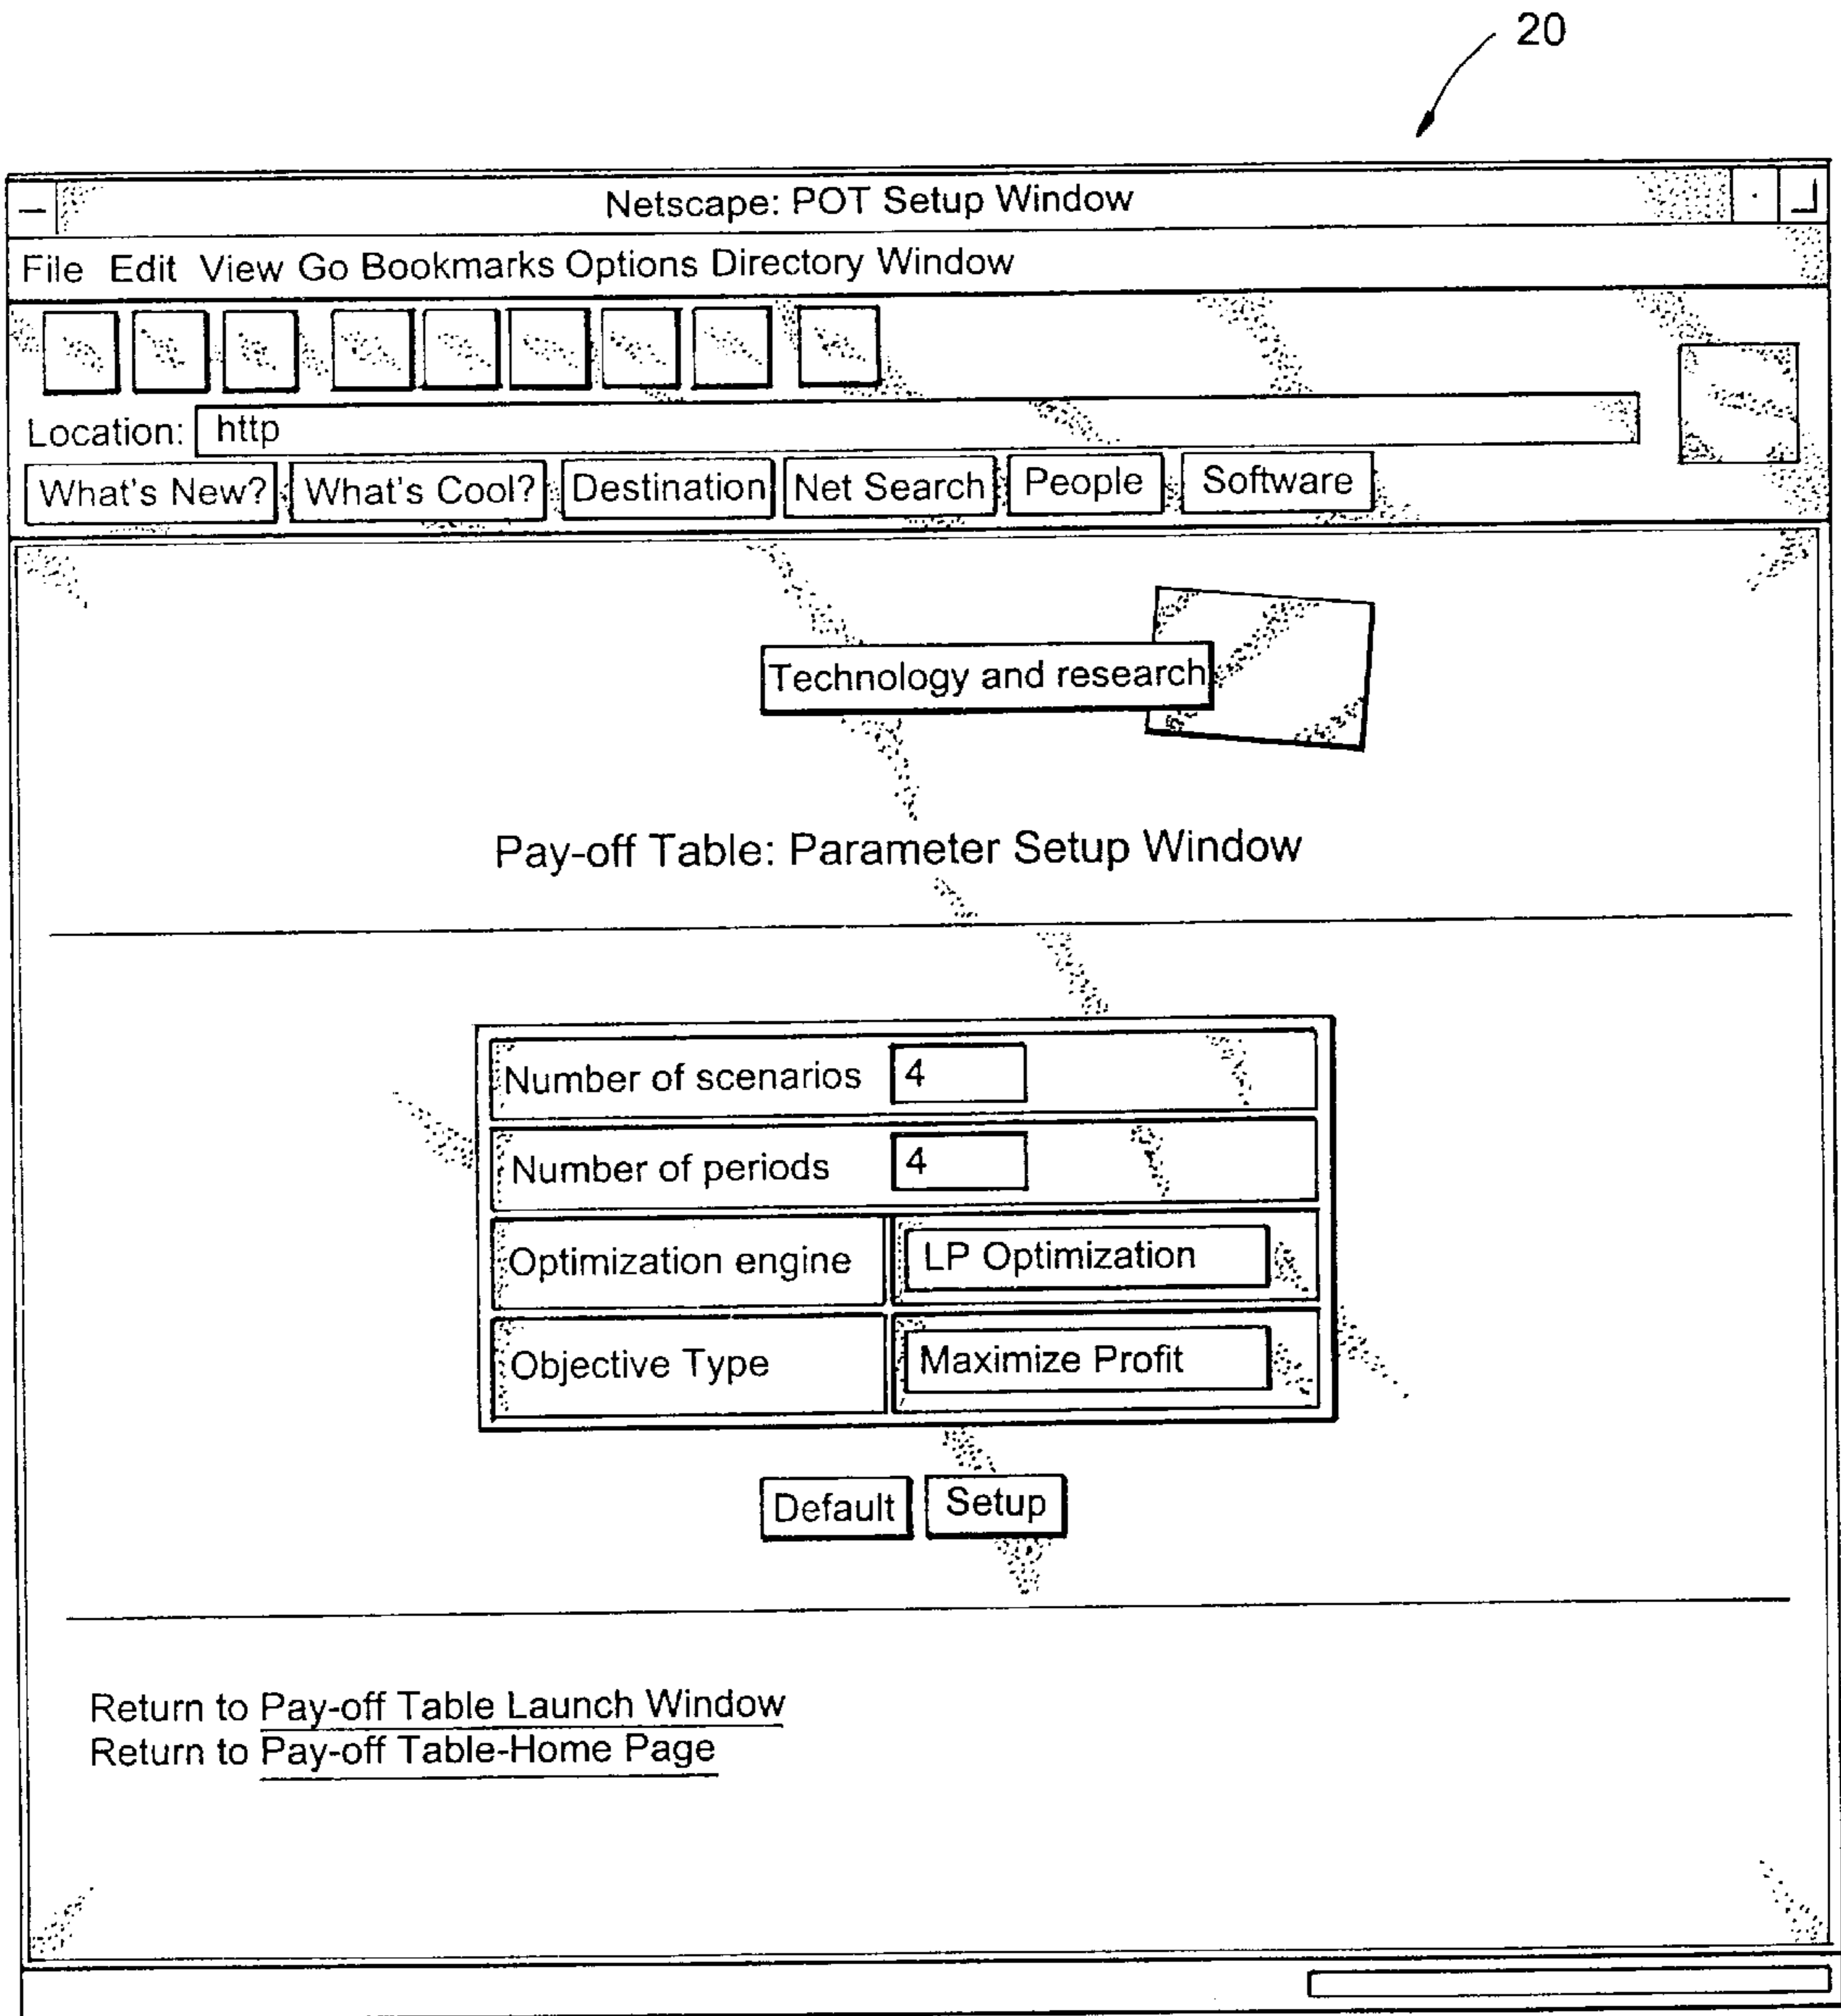 20
Netscape: POT Setup Window
File Edit View Go Bookmarks Options Directory Window
Location: http
What's New? What's Cool? Destination Net Search People Software
Technology and research
Pay-off Table: Parameter Setup Window
Number of scenarios 4
Number of periods 4
Optimization engine LP Optimization
Objective Type Maximize Profit
Default Setup
Return to Pay-off Table Launch Window
Return to Pay-off Table-Home Page